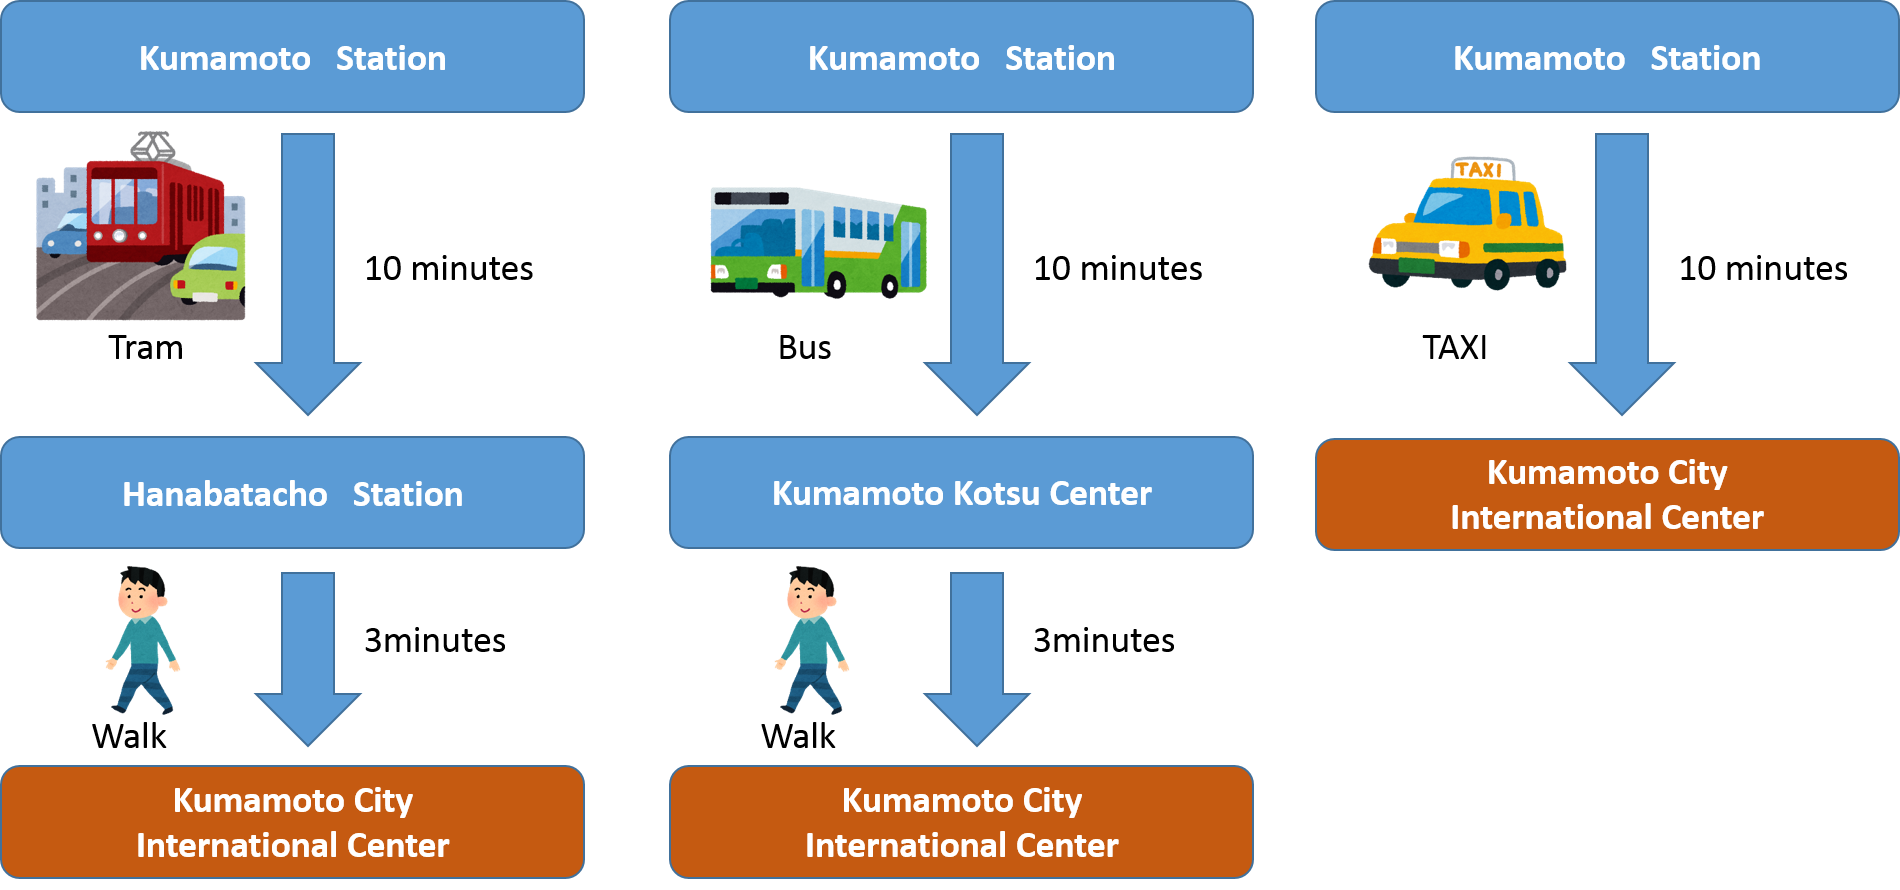 Kumamoto Station
Tram
10 minutes
Hanabatacho Station
Walk
3minutes
Kumamoto City
International Center
Kumamoto Station
Bus
10 minutes
Kumamoto Kotsu Center
Walk
3minutes
Kumamoto City
International Center
Kumamoto Station
TAXI
TAXI
10 minutes
Kumamoto City
International Center